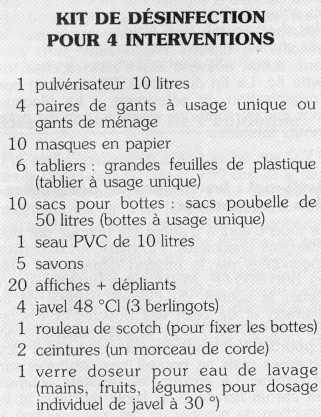 KIT DE DÉSINFECTION
POUR 4 INTERVENTIONS
1 pulvérisateur 10 litres
4 paires de gants à usage unique ou
gants de ménage
10 masques en papier
6 tabliers : grandes feuilles de plastique
(tablier à usage unique)
10 sacs pour bottes : sacs poubelle de
50 litres (bottes à usage unique)
1 seau PVC de 10 litres
5 savons
20 affiches + dépliants
4 javel 48 °Cl (3 berlingots)
1 rouleau de scotch (pour fixer les bottes)
2 ceintures (un morceau de corde)
1 verre doseur pour eau de lavage
(mains, fruits, légumes pour dosage
individuel de javel à 30 °)